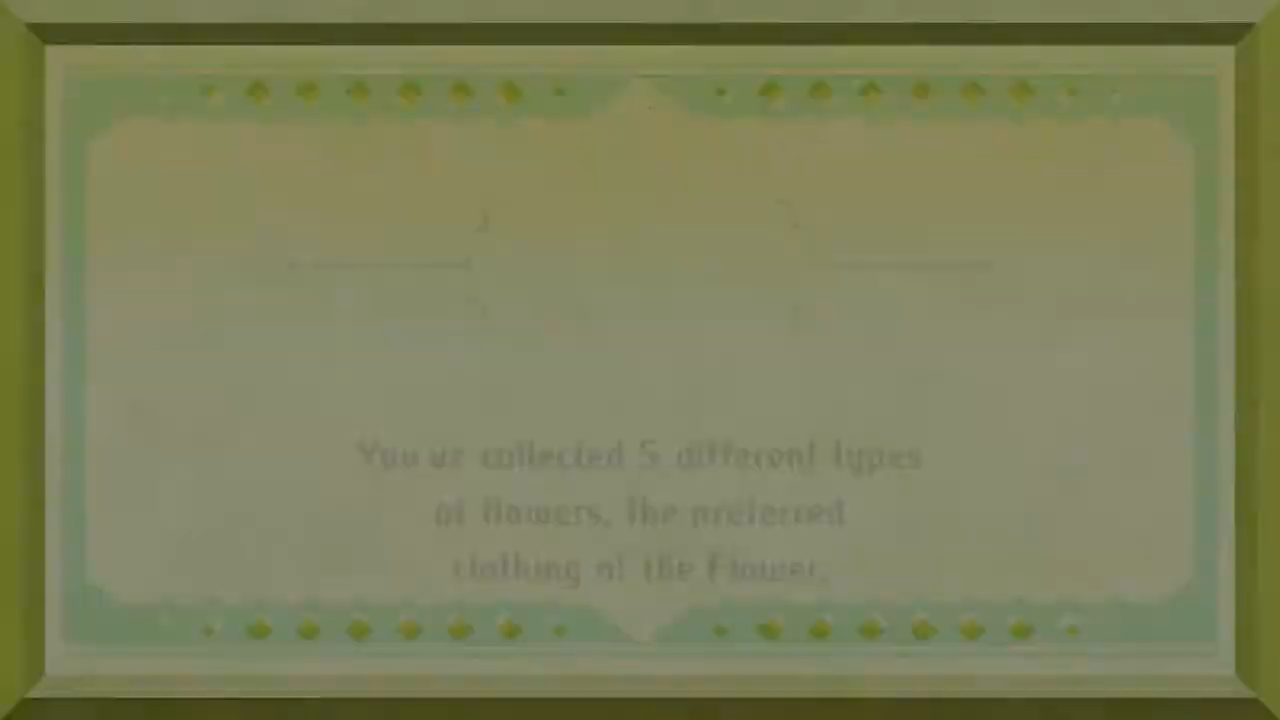 You've collected 5 different types
of flowers, the preferred
clothing of the Flower.